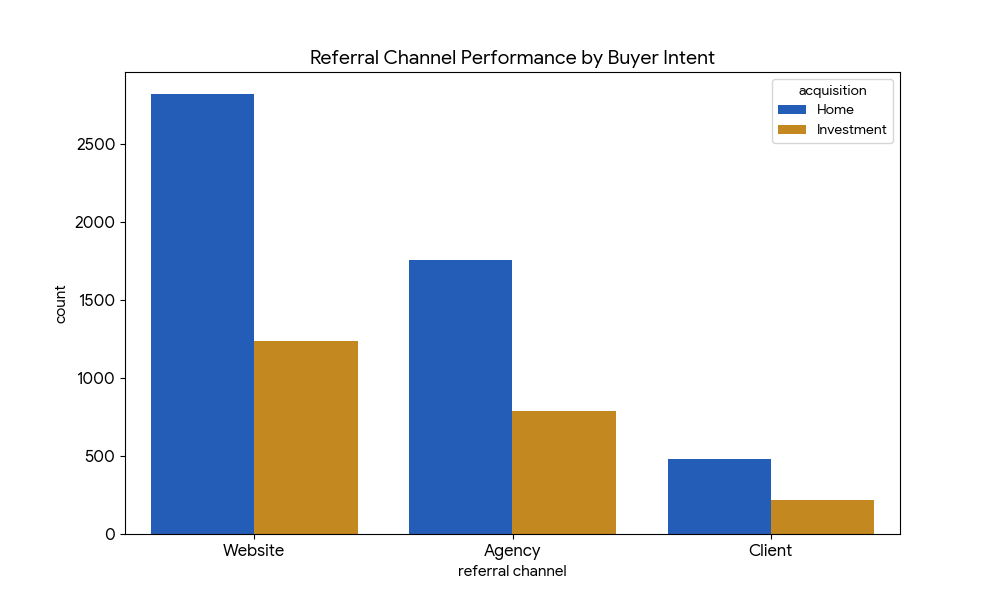 Referral Channel Performance by Buyer Intent
acquisition
Home
Investment
2500
2000
1500
1000
500
0
count
Website
Agency
Client
referral channel